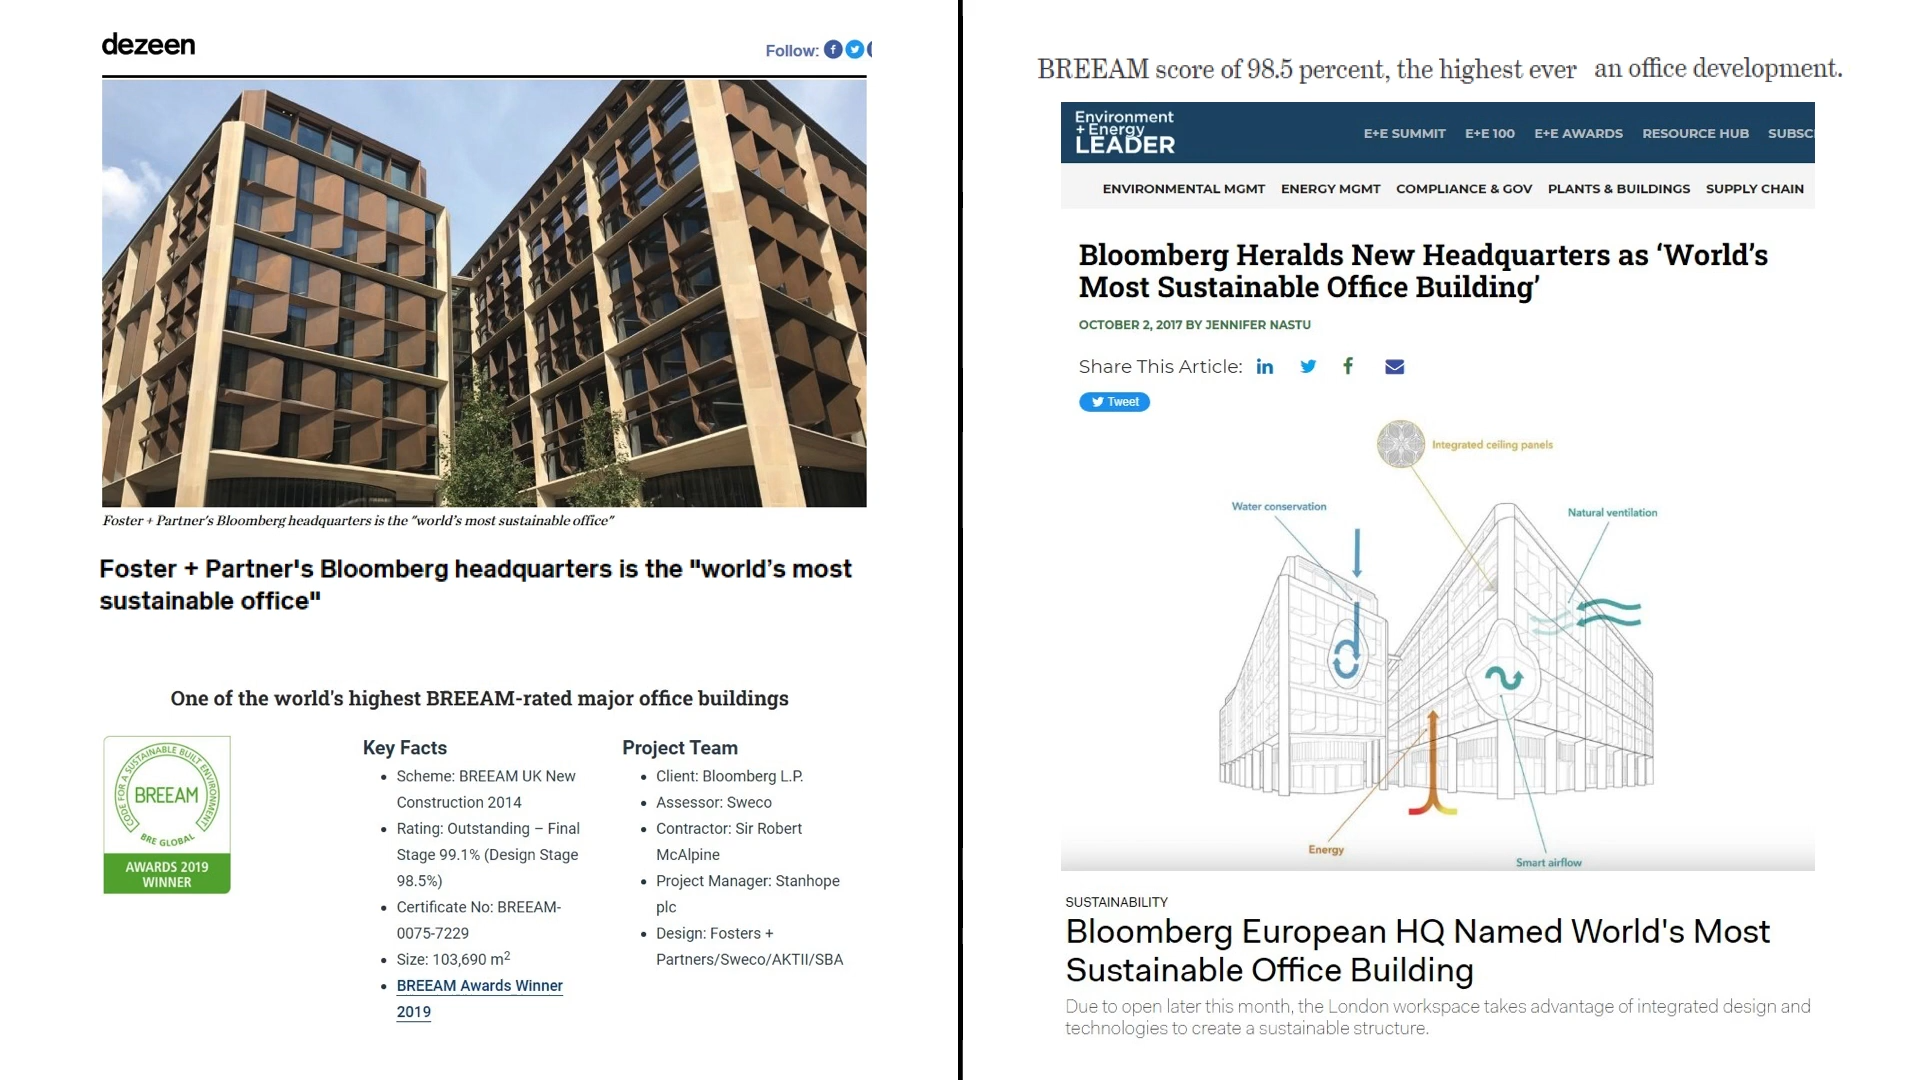 dezeen
Follow:
Foster + Partner's Bloomberg headquarters is the "world's most sustainable office"
Foster + Partner's Bloomberg headquarters is the "world's most
sustainable office"
One of the world's highest BREEAM-rated major office buildings
CODE FOR A SUSTAINABLE BUILT ENVIRONMENT
BREEAM
BRE GLOBAL
AWARDS 2019
WINNER
Key Facts
Scheme: BREEAM UK New
Construction 2014
Rating: Outstanding – Final
Stage 99.1% (Design Stage
98.5%)
Certificate No: BREEAM-
0075-7229
Size: 103,690 m²
BREEAM Awards Winner
2019
Project Team
Client: Bloomberg L.P.
Assessor: Sweco
Contractor: Sir Robert
McAlpine
Project Manager: Stanhope
plc
Design: Fosters +
Partners/Sweco/AKTII/SBA
BREEAM score of 98.5 percent, the highest ever an office development.
Environment
+ Energy
LEADER
E+E SUMMIT E+E 100 E+E AWARDS RESOURCE HUB SUBSC
ENVIRONMENTAL MGMT ENERGY MGMT COMPLIANCE & GOV PLANTS & BUILDINGS SUPPLY CHAIN
Bloomberg Heralds New Headquarters as ‘World’s
Most Sustainable Office Building’
OCTOBER 2, 2017 BY JENNIFER NASTU
Share This Article:
Tweet
Integrated ceiling panels
Water conservation
Natural ventilation
Energy
Smart airflow
SUSTAINABILITY
Bloomberg European HQ Named World's Most
Sustainable Office Building
Due to open later this month, the London workspace takes advantage of integrated design and
technologies to create a sustainable structure.